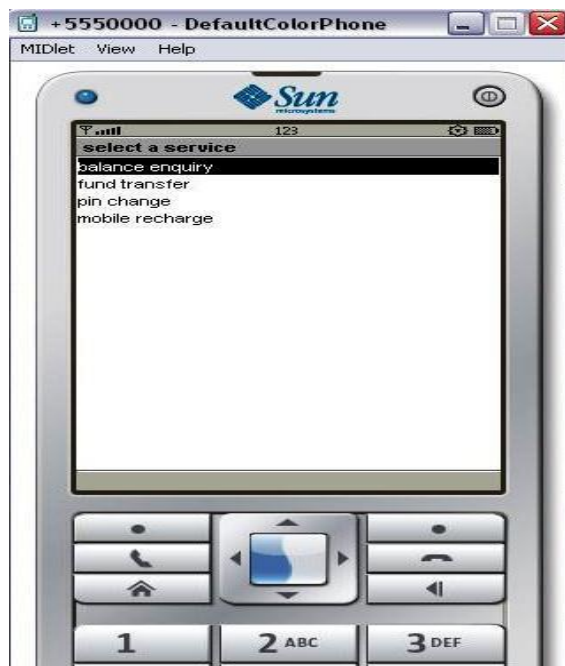 +5550000 - DefaultColorPhone
MIDlet View Help
Sun
microsystems
123
select a service
balance enquiry
fund transfer
pin change
mobile recharge
1 2 ABC 3 DEF